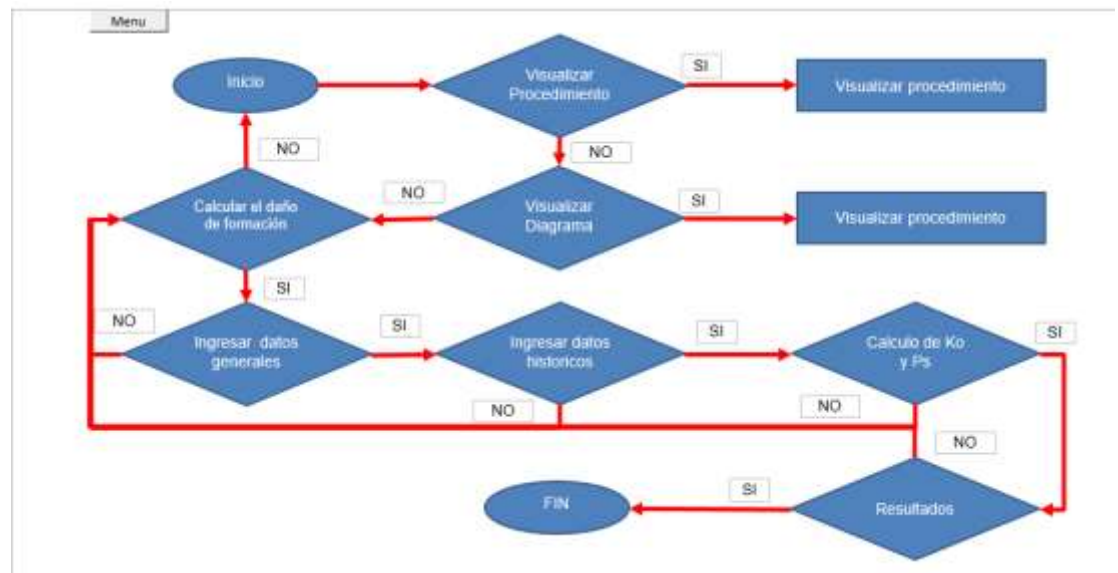 Menu
Inicio
Visualizar
Procedimiento
SI
Visualizar procedimiento
NO
NO
Calcular el daño
de formación
NO
Visualizar
Diagrama
SI
Visualizar procedimiento
SI
NO
Ingresar datos
generales
SI
Ingresar datos
historicos
SI
Calculo de Ko
y Ps
SI
NO
NO
NO
FIN
SI
Resultados